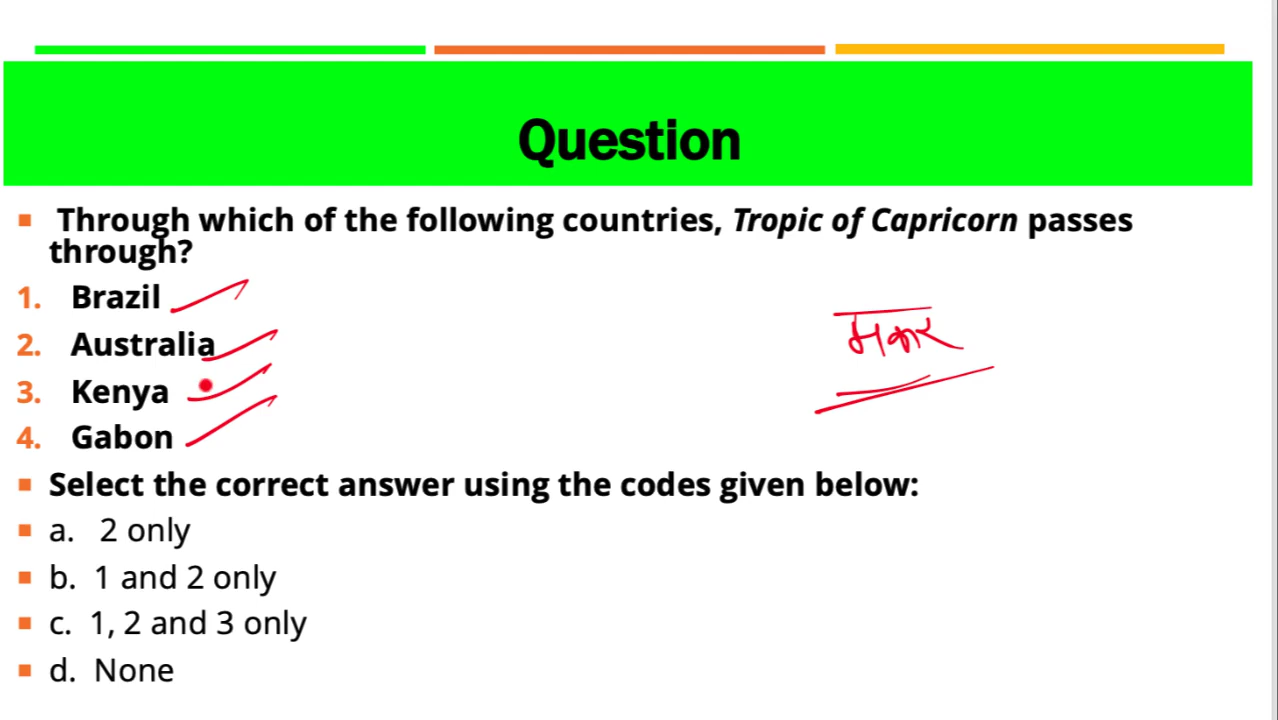 Question
Through which of the following countries, Tropic of Capricorn passes
through?
1. Brazil
2. Australia
3. Kenya
4. Gabon
मकर
Select the correct answer using the codes given below:
a. 2 only
b. 1 and 2 only
c. 1, 2 and 3 only
d. None